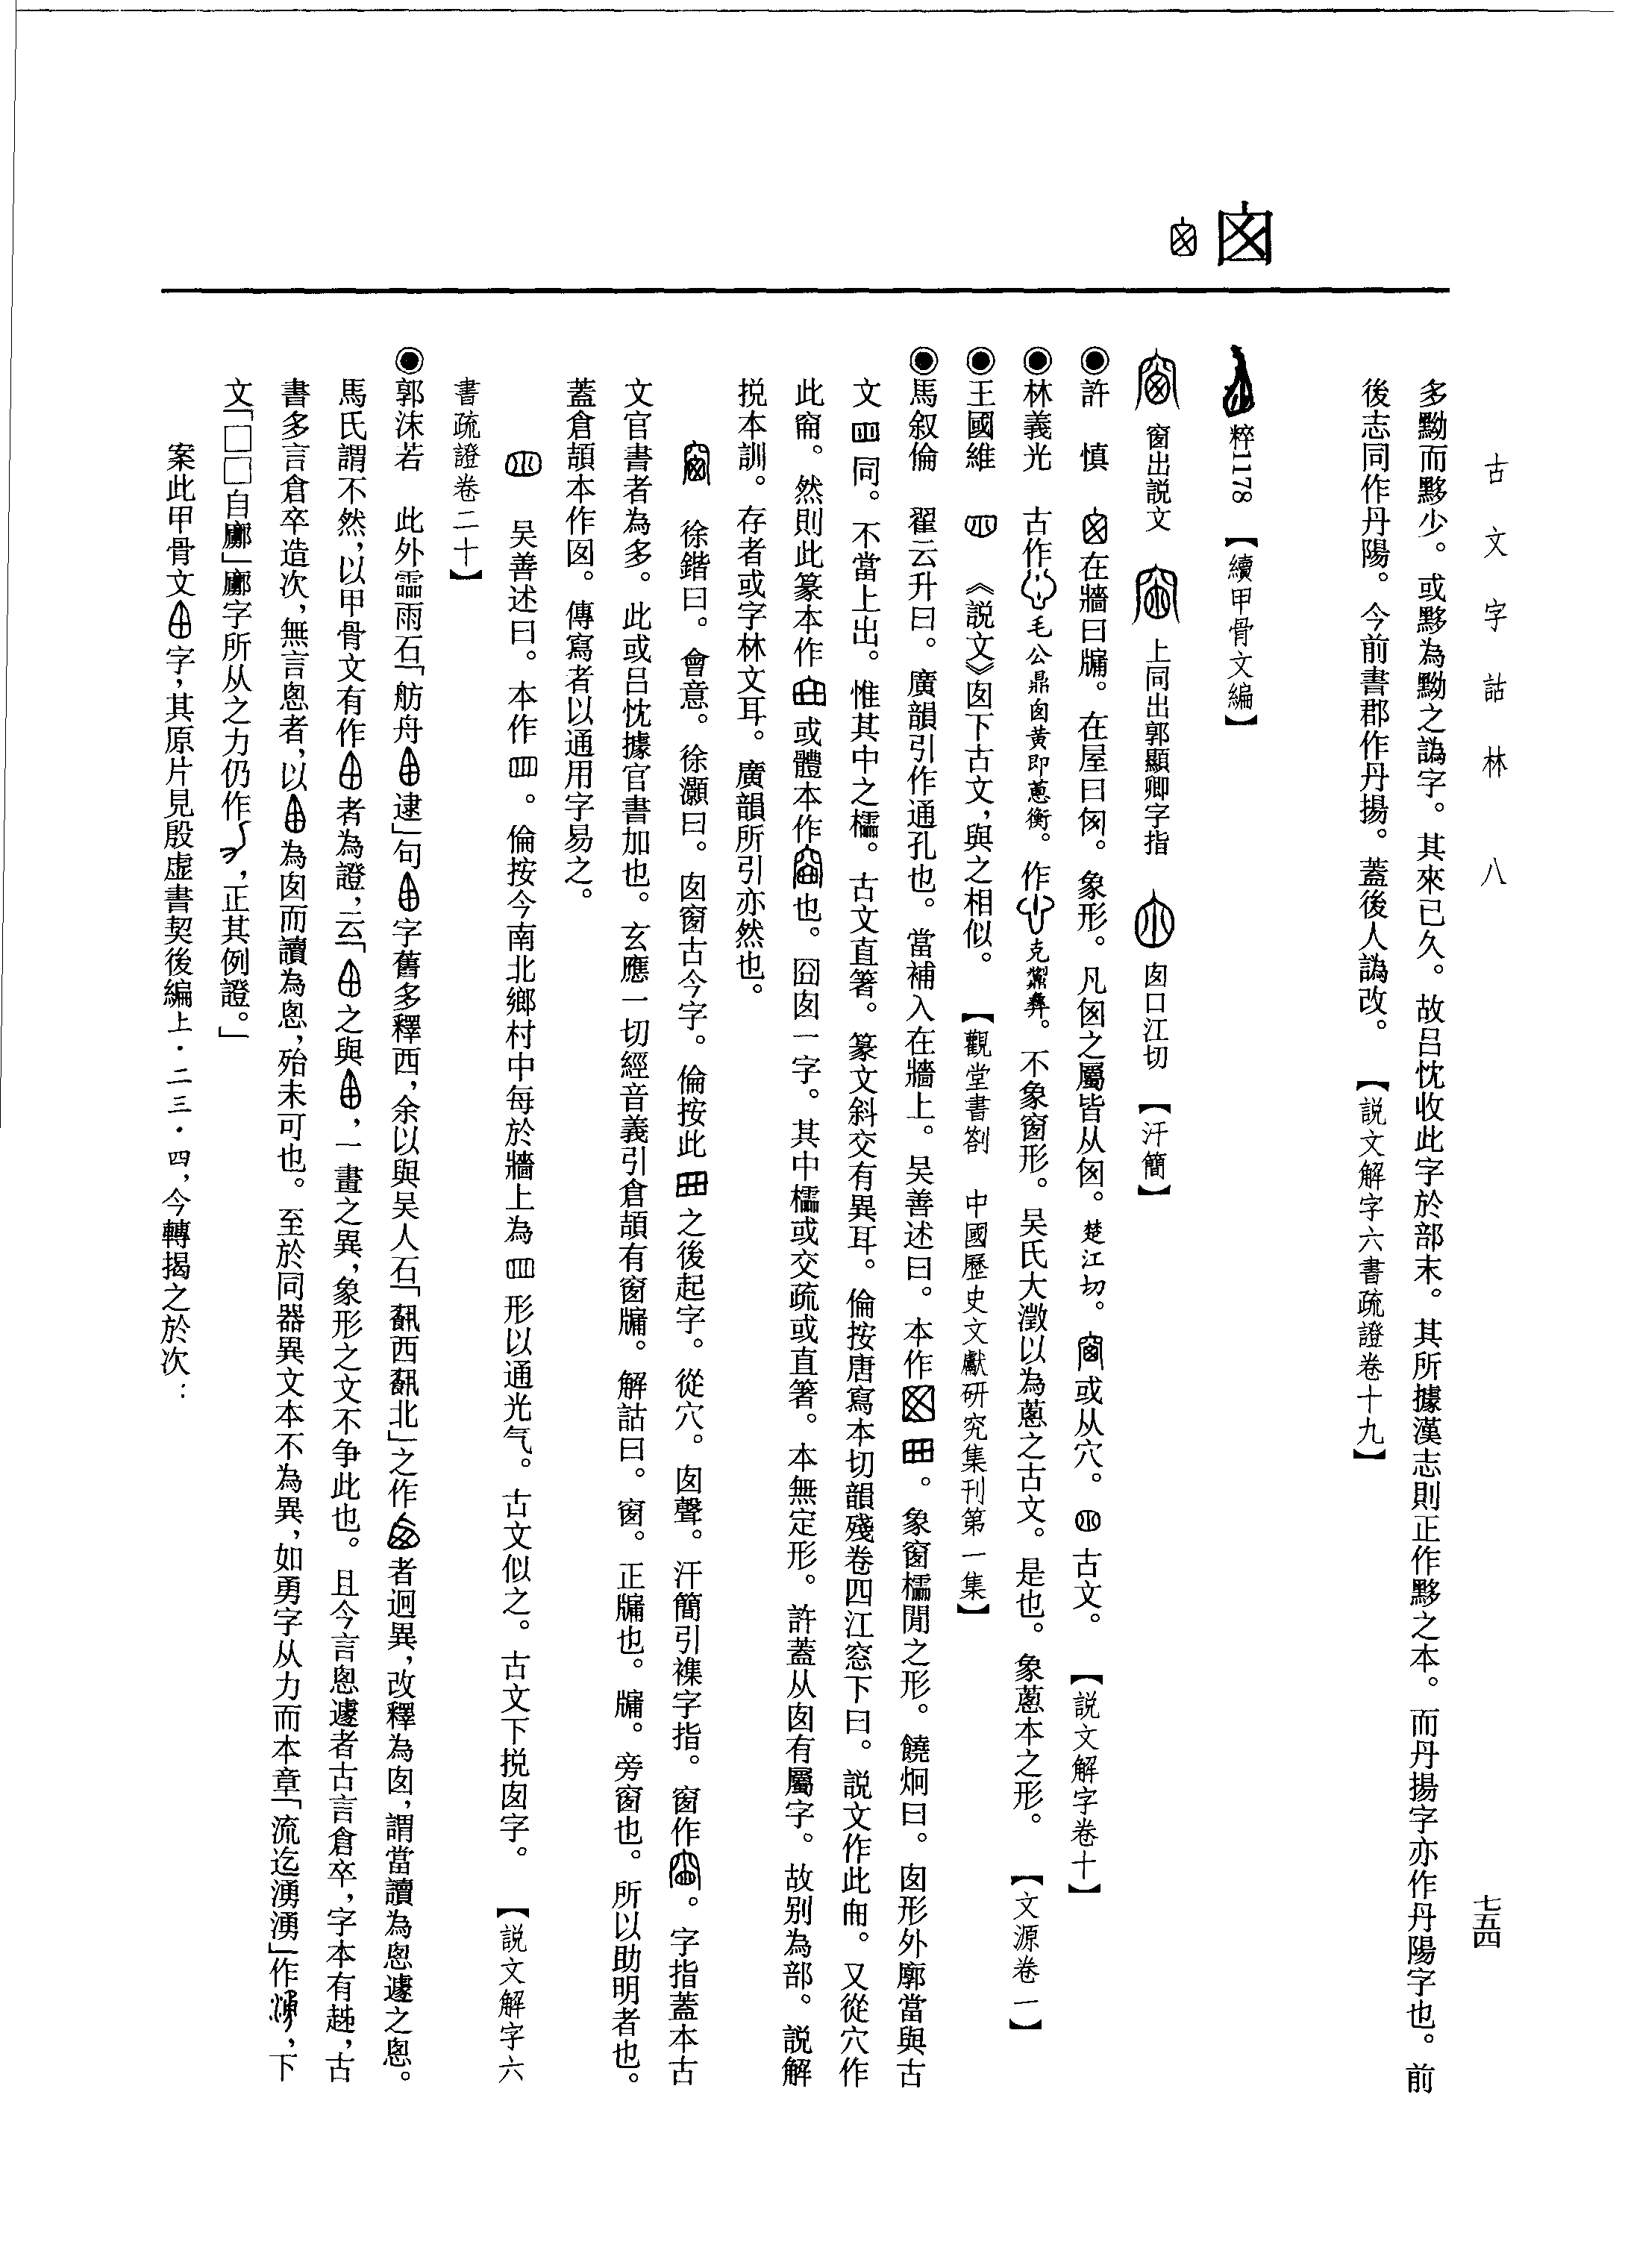 古文字詁林 八
七五四
囱
多黝而黟少。或黟為黝之譌字。其來已久。故吕忱收此字於部末。其所據漢志則正作黟之本。而丹揚字亦作丹陽字也。前
後志同作丹陽。今前書郡作丹揚。蓋後人譌改。 【説文解字六書疏證卷十九】
粹1178 【續甲骨文編】
窗出説文 上同出郭顯卿字指 囱口江切 【汗簡】
◉許 慎 在牆曰牖。在屋曰囱。象形。凡囱之屬皆从囱。楚江切。 或从穴。 古文。 【説文解字卷十】
◉林義光 古作 毛公鼎囱黄即蔥衡。作 克彝。不象窗形。吴氏大澂以為蔥之古文。是也。象蔥本之形。 【文源卷一】
◉王國維 《説文》囱下古文,與之相似。 【觀堂書劄 中國歷史文獻研究集刊第一集】
◉馬叙倫 翟云升曰。廣韻引作通孔也。當補入在牆上。吴善述曰。本作 。象窗櫺閒之形。饒炯曰。囱形外廓當與古
文 同。不當上出。惟其中之櫺。古文直箸。篆文斜交有異耳。倫按唐寫本切韻殘卷四江窓下曰。説文作此 。又從穴作
此 。然則此篆本作 或體本作 也。囧囱一字。其中櫺或交疏或直箸。本無定形。許蓋从囱有屬字。故别為部。説解
捝本訓。存者或字林文耳。廣韻所引亦然也。
徐鍇曰。會意。徐灝曰。囱窗古今字。倫按此 之後起字。從穴。囱聲。汗簡引襍字指。窗作 。字指蓋本古
文官書者為多。此或吕忱據官書加也。玄應一切經音義引倉頡有窗牖。解詁曰。窗。正牖也。牖。旁窗也。所以助明者也。
蓋倉頡本作囱。傳寫者以通用字易之。
吴善述曰。本作 。倫按今南北鄉村中每於牆上為 形以通光气。古文似之。古文下捝囱字。 【説文解字六
書疏證卷二十】
◉郭沫若 此外霝雨石「舫舟 逮」句 字舊多釋西,余以與吴人石「 西 北」之作 者迥異,改釋為囱,謂當讀為悤遽之悤。
馬氏謂不然,以甲骨文有作 者為證,云「 之與 ,一畫之異,象形之文不争此也。且今言悤遽者古言倉卒,字本有 ,古
書多言倉卒造次,無言悤者,以 為囱而讀為悤,殆未可也。至於同器異文本不為異,如勇字从力而本章「流迄湧湧」作 ,下
文「□□自廊」廊字所从之力仍作 ,正其例證。」
案此甲骨文 字,其原片見殷虚書契後編上·二三·四,今轉揭之於次: